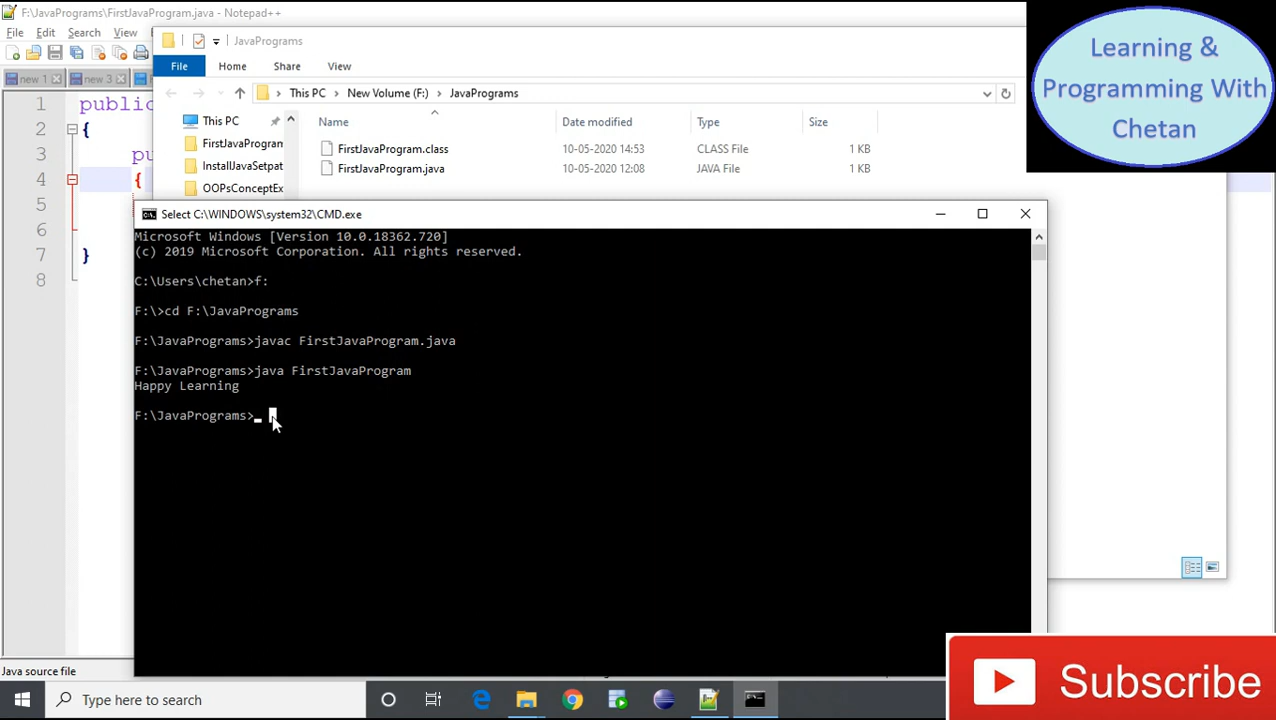 F:\JavaPrograms\FirstJavaProgram.java - Notepad++
File Edit Search View
new 1 new 3
1 public
2 {
3
4 {
5
6
7 }
8
JavaPrograms
File Home Share View
This PC New Volume (F:) JavaPrograms
This PC
FirstJavaProgram
InstallJavaSetpat
OOPsConceptEx
Name Date modified Type Size
FirstJavaProgram.class 10-05-2020 14:53 CLASS File 1 KB
FirstJavaProgram.java 10-05-2020 12:08 JAVA File 1 KB
Learning &
Programming With
Chetan
Select C:\WINDOWS\system32\CMD.exe
Microsoft Windows [Version 10.0.18362.720]
(c) 2019 Microsoft Corporation. All rights reserved.
C:\Users\chetan>f:
F:\>cd F:\JavaPrograms
F:\JavaPrograms>javac FirstJavaProgram.java
F:\JavaPrograms>java FirstJavaProgram
Happy Learning
F:\JavaPrograms>_
Java source file
Subscribe
Type here to search